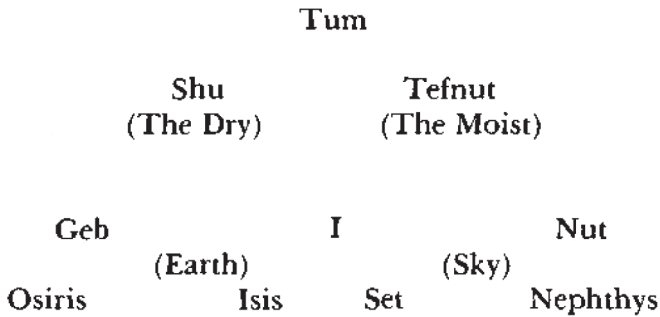 Tum
Shu Tefnut
(The Dry) (The Moist)
Geb I Nut
(Earth) (Sky)
Osiris Isis Set Nephthys